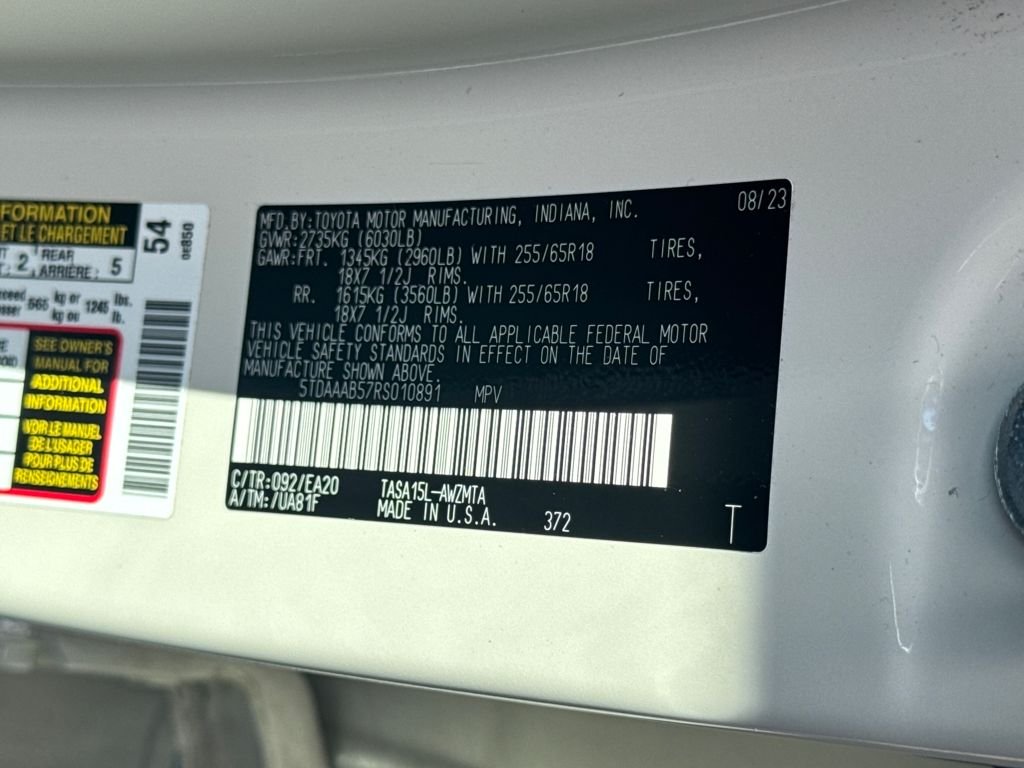 FORMATION
ET LE CHARGEMENT
2 REAR 5
ARRIÈRE:
54
0E850
kg or 1245 lbs.
kg ou lb.
SEE OWNER'S
MANUAL FOR
ADDITIONAL
INFORMATION
VOIR LE MANUEL
DE L'USAGER
POUR PLUS DE
RENSEIGNEMENTS
MFD.BY:TOYOTA MOTOR MANUFACTURING, INDIANA, INC. 08/23
GVWR:2735KG (6030LB)
GAWR:FRT. 1345KG (2960LB) WITH 255/65R18 TIRES,
18X7 1/2J RIMS.
RR. 1615KG (3560LB) WITH 255/65R18 TIRES,
18X7 1/2J RIMS.
THIS VEHICLE CONFORMS TO ALL APPLICABLE FEDERAL MOTOR
VEHICLE SAFETY STANDARDS IN EFFECT ON THE DATE OF
MANUFACTURE SHOWN ABOVE.
5TDAAAB57RS010891 MPV
C/TR:092/EA20 TASA15L-AWZMTA
A/TM:/UA81F MADE IN U.S.A. 372 T